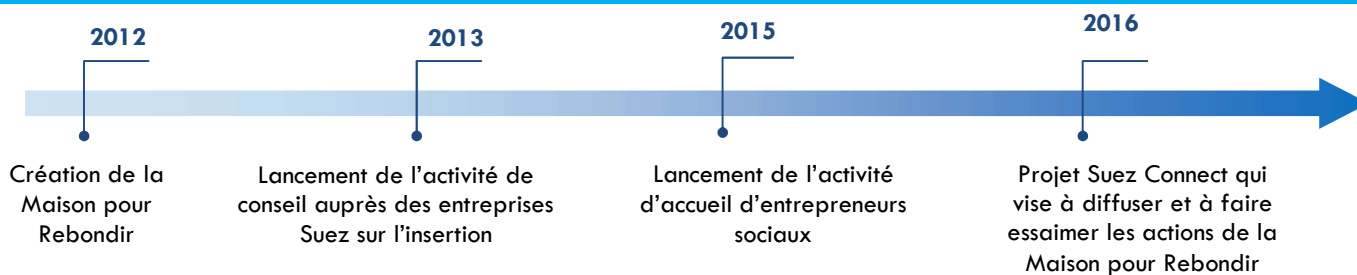 2012
2013
2015
2016
Création de la
Maison pour
Rebondir
Lancement de l'activité de
conseil auprès des entreprises
Suez sur l'insertion
Lancement de l'activité
d'accueil d'entrepreneurs
sociaux
Projet Suez Connect qui
vise à diffuser et à faire
essaimer les actions de la
Maison pour Rebondir